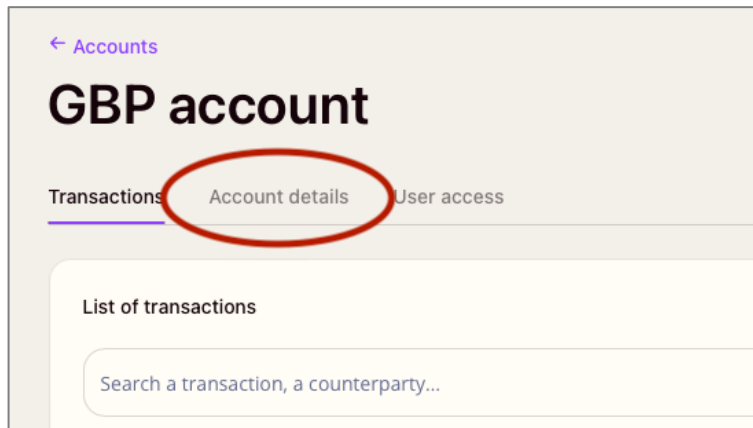 ← Accounts
GBP account
Transactions Account details User access
List of transactions
Search a transaction, a counterparty...